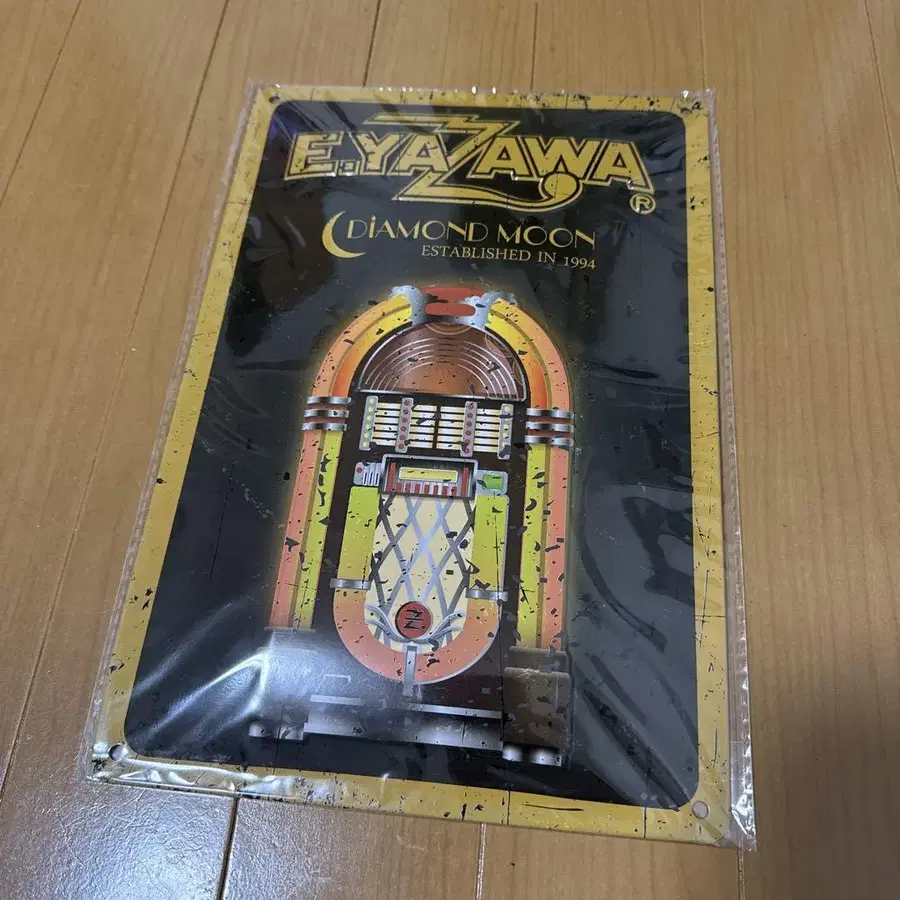 E.YAZAWA
®
DiAMOND MOON
ESTABLISHED IN 1994